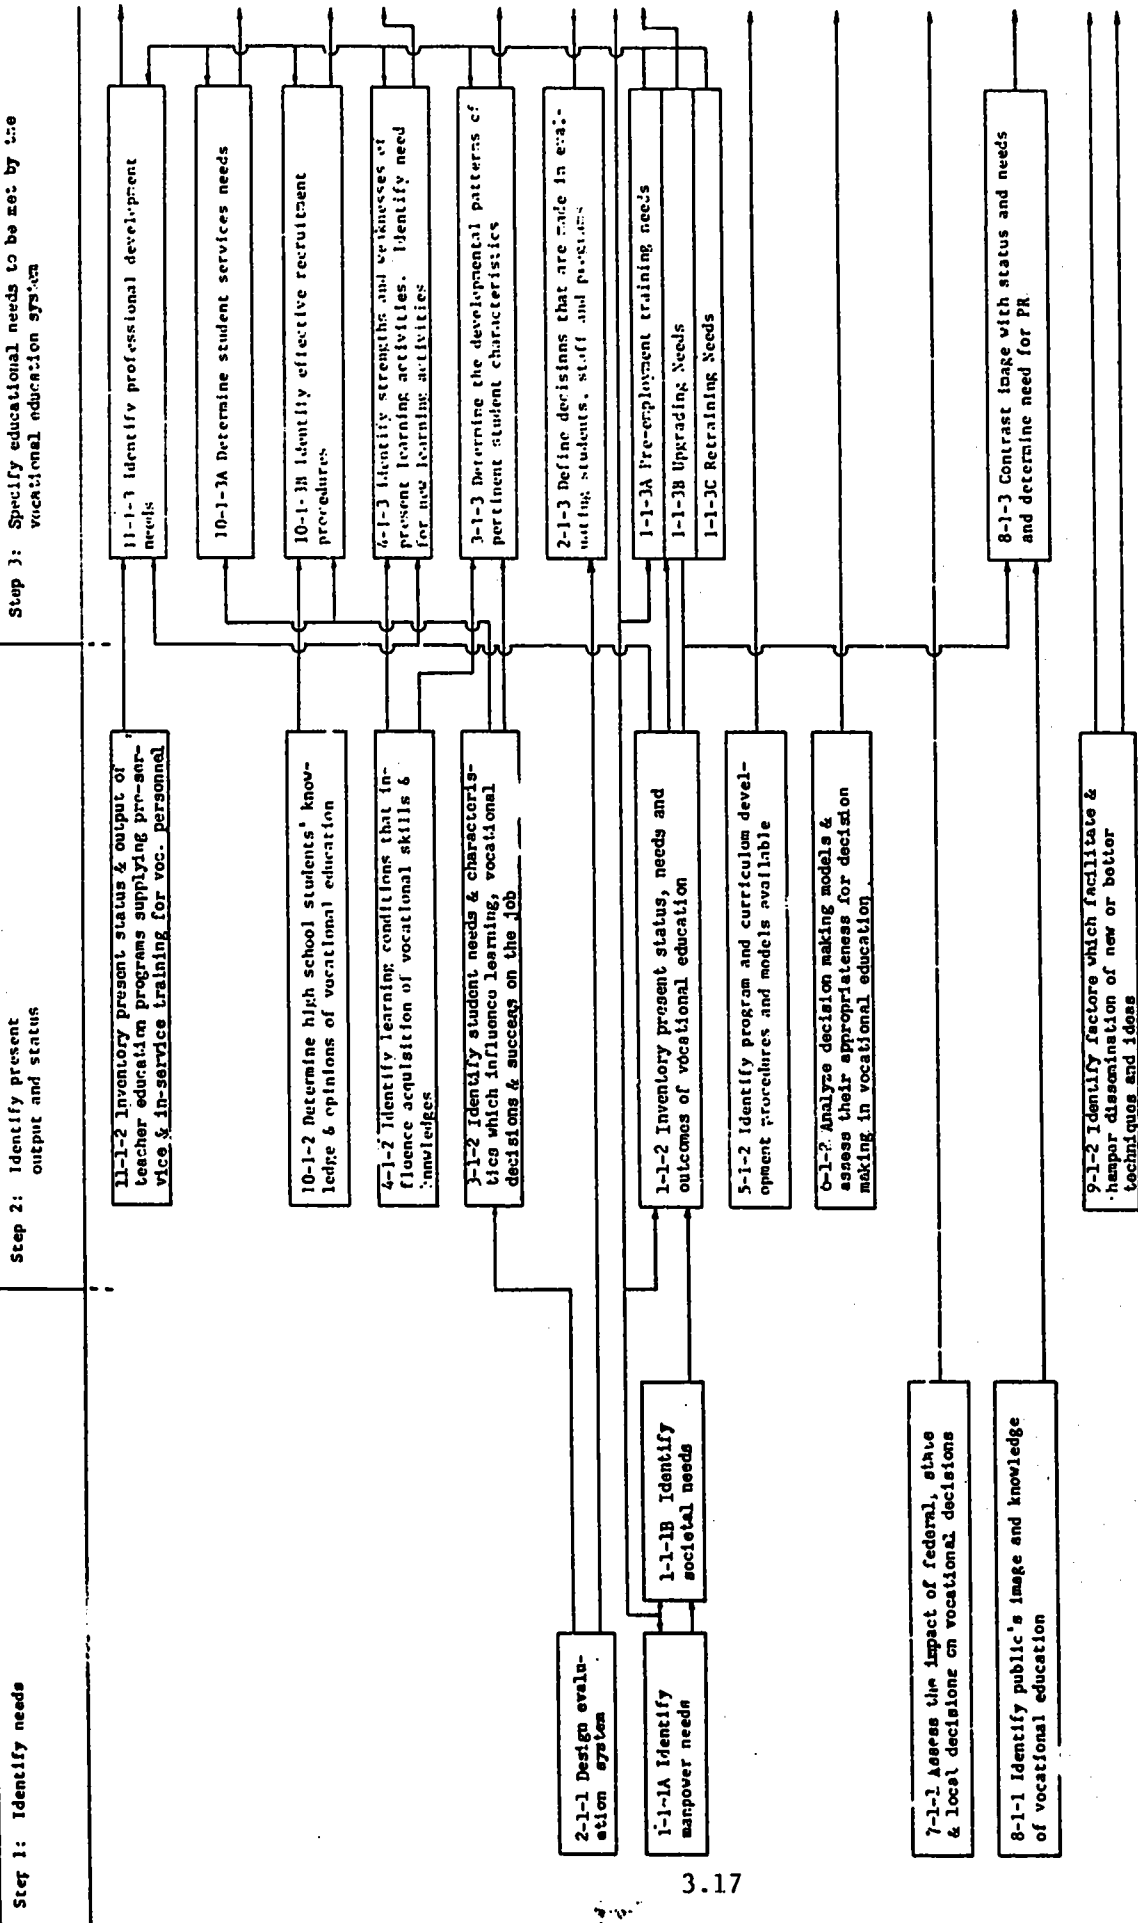 Step 1: Identify needs
Step 2: Identify present
output and status
Step 3: Specify educational needs to be met by the
vocational education system
2-1-1 Design evalu-
ation system
1-1-1A Identify
manpower needs
1-1-1B Identify
societal needs
7-1-1 Assess the impact of federal, state
& local decisions on vocational decisions
8-1-1 Identify public's image and knowledge
of vocational education
11-1-2 Inventory present status & output of
teacher education programs supplying pre-ser-
vice & in-service training for voc. personnel
10-1-2 Determine high school students' know-
ledge & opinions of vocational education
4-1-2 Identify learning conditions that in-
fluence acquisition of vocational skills &
knowledges
3-1-2 Identify student needs & characteris-
tics which influence learning, vocational
decisions & success on the job
1-1-2 Inventory present status, needs and
outcomes of vocational education
5-1-2 Identify program and curriculum devel-
opment procedures and models available
6-1-2 Analyze decision making models &
assess their appropriateness for decision
making in vocational education
9-1-2 Identify factore which facilitate &
hamper dissemination of new or better
techniques and ideas
11-1-3 Identify professional development
needs
10-1-3A Determine student services needs
10-1-3B Identify effective recruitment
procedures
4-1-3 Identify strengths and weaknesses of
present learning activities. Identify need
for new learning activities
3-1-3 Determine the developmental patterns of
pertinent student characteristics
2-1-3 Define decisions that are made in eval-
uating students, staff and programs
1-1-3A Pre-employment training needs
1-1-3B Upgrading Needs
1-1-3C Retraining Needs
8-1-3 Contrast image with status and needs
and determine need for PR
3.17